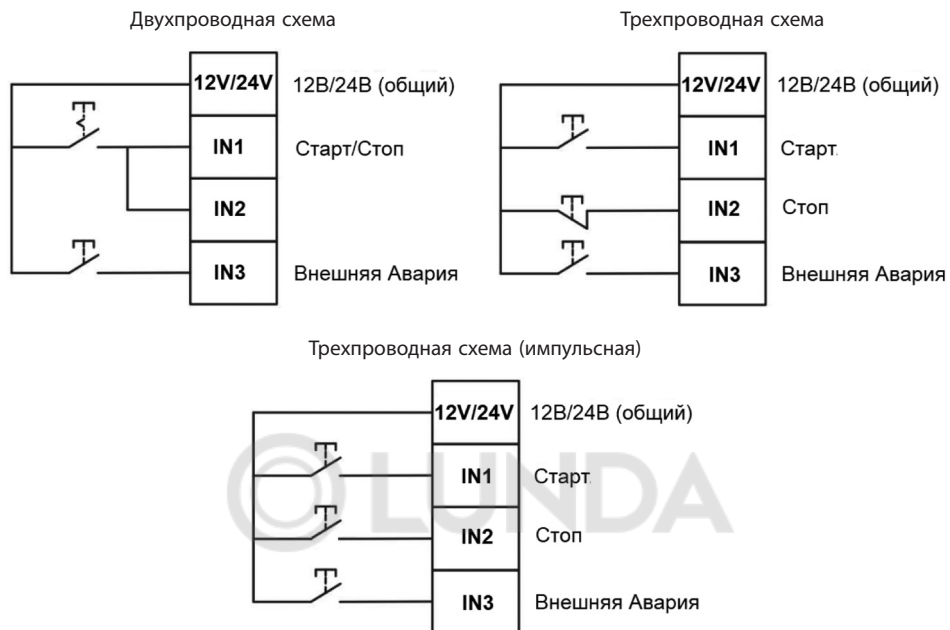 Двухпроводная схема
12V/24V 12В/24В (общий)
IN1 Старт/Стоп
IN2
IN3 Внешняя Авария
Трехпроводная схема
12V/24V 12В/24В (общий)
IN1 Старт
IN2 Стоп
IN3 Внешняя Авария
Трехпроводная схема (импульсная)
12V/24V 12В/24В (общий)
IN1 Старт
IN2 Стоп
IN3 Внешняя Авария
LUNDA